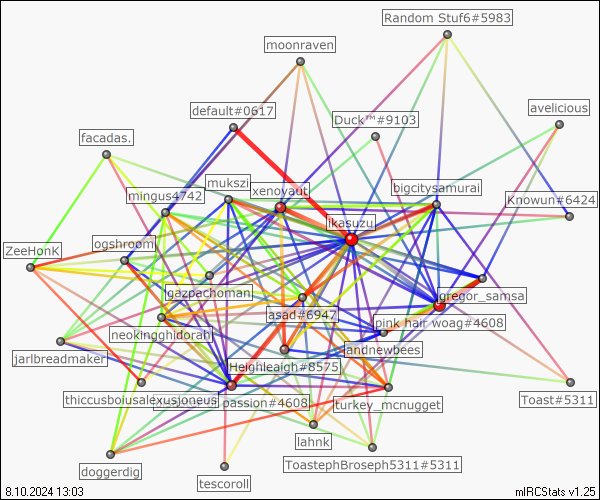 Random Stuf6#5983
moonraven
avelicious
default#0617
Duck™#9103
facadas.
mukszi
bigcitysamurai
mingus4742
xenoyaut
Knowun#6424
ikasuzu
ogshroom
ZeeHonK
gazpachoman
gregor_samsa
asad#6947
pink hair woag#4608
neokingghidorah
andnewbees
jarlbreadmaker
Heighleaigh#8575
thiccusboiusalexusjoneus
passion#4608
turkey_mcnugget
Toast#5311
lahnk
doggerdig
ToastephBroseph5311#5311
tescoroll
8.10.2024 13:03
mIRCStats v1.25